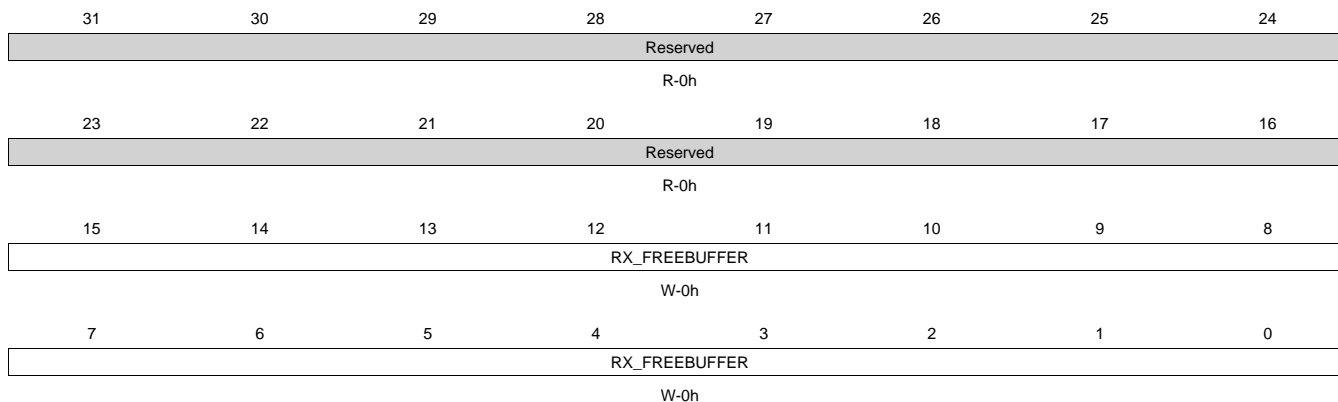 31 30 29 28 27 26 25 24
Reserved
R-0h
23 22 21 20 19 18 17 16
Reserved
R-0h
15 14 13 12 11 10 9 8
RX_FREEBUFFER
W-0h
7 6 5 4 3 2 1 0
RX_FREEBUFFER
W-0h